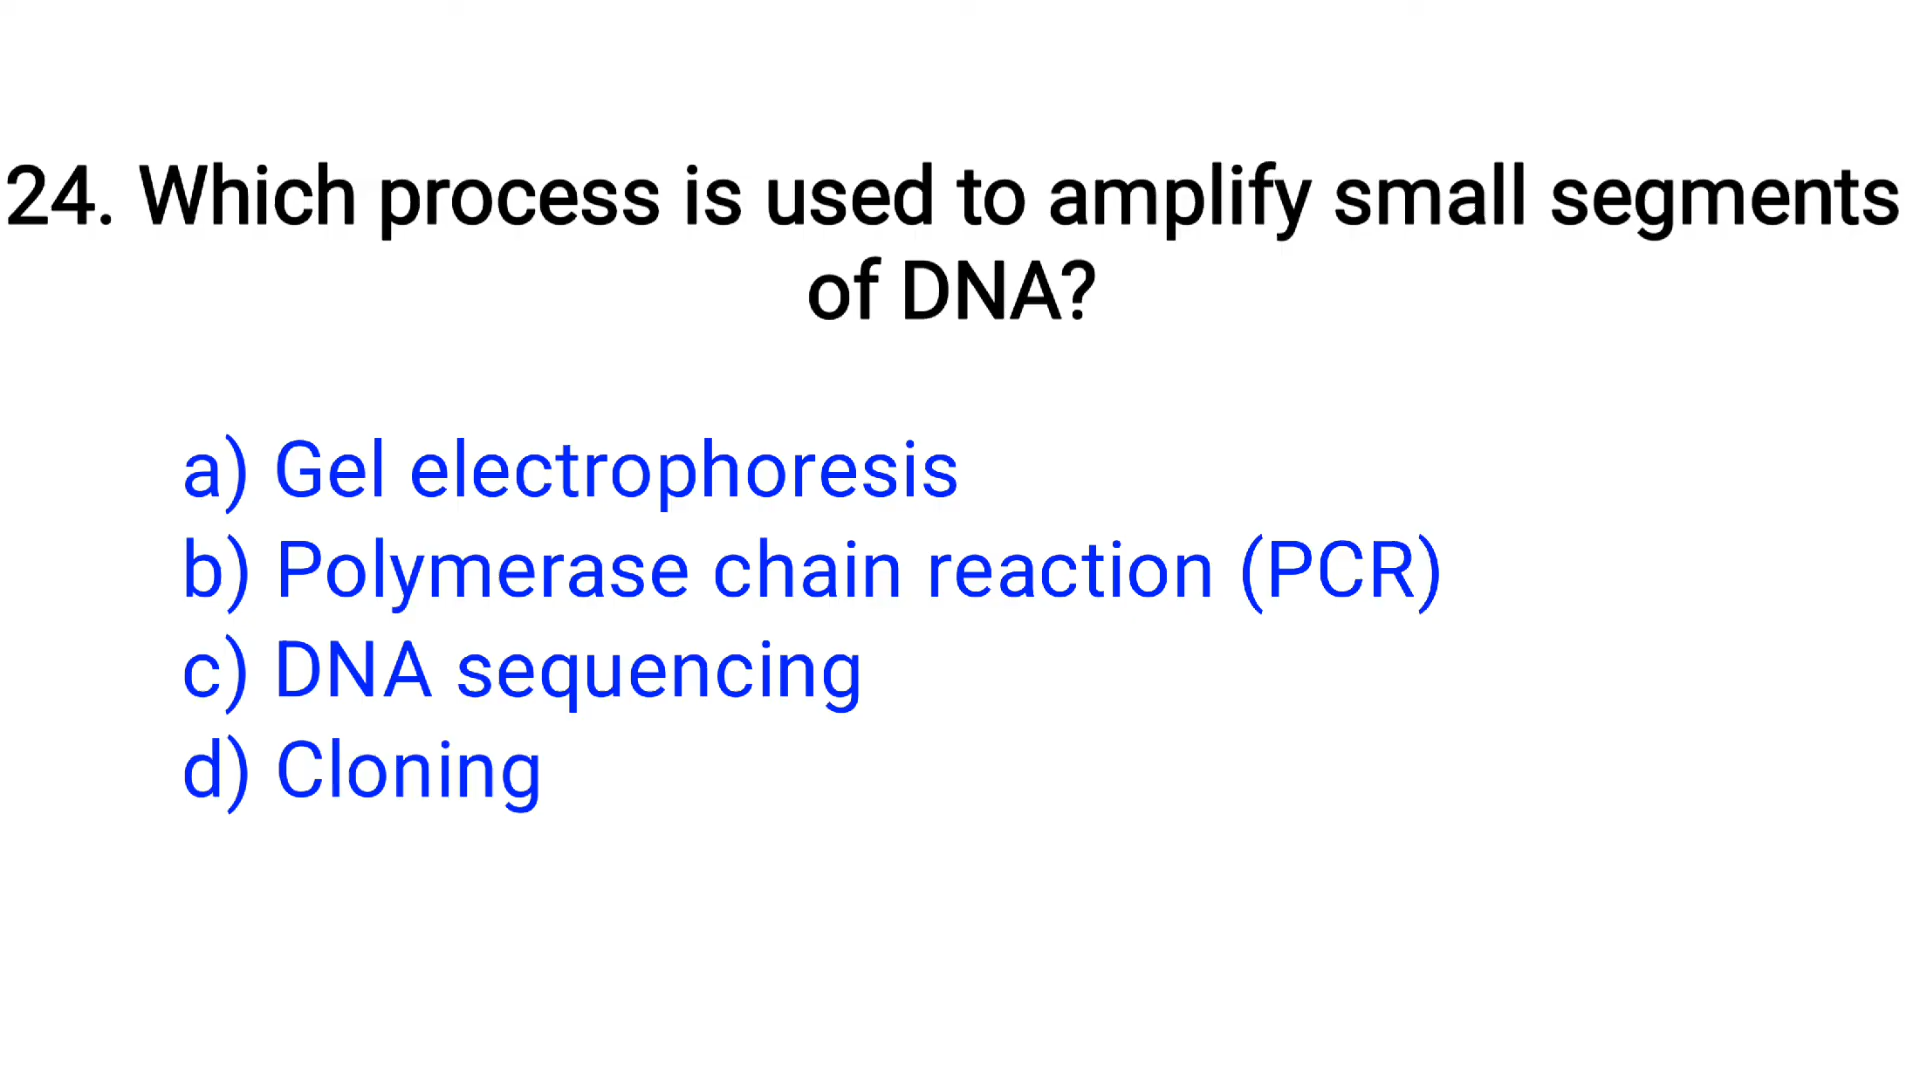 24. Which process is used to amplify small segments
of DNA?
a) Gel electrophoresis
b) Polymerase chain reaction (PCR)
c) DNA sequencing
d) Cloning